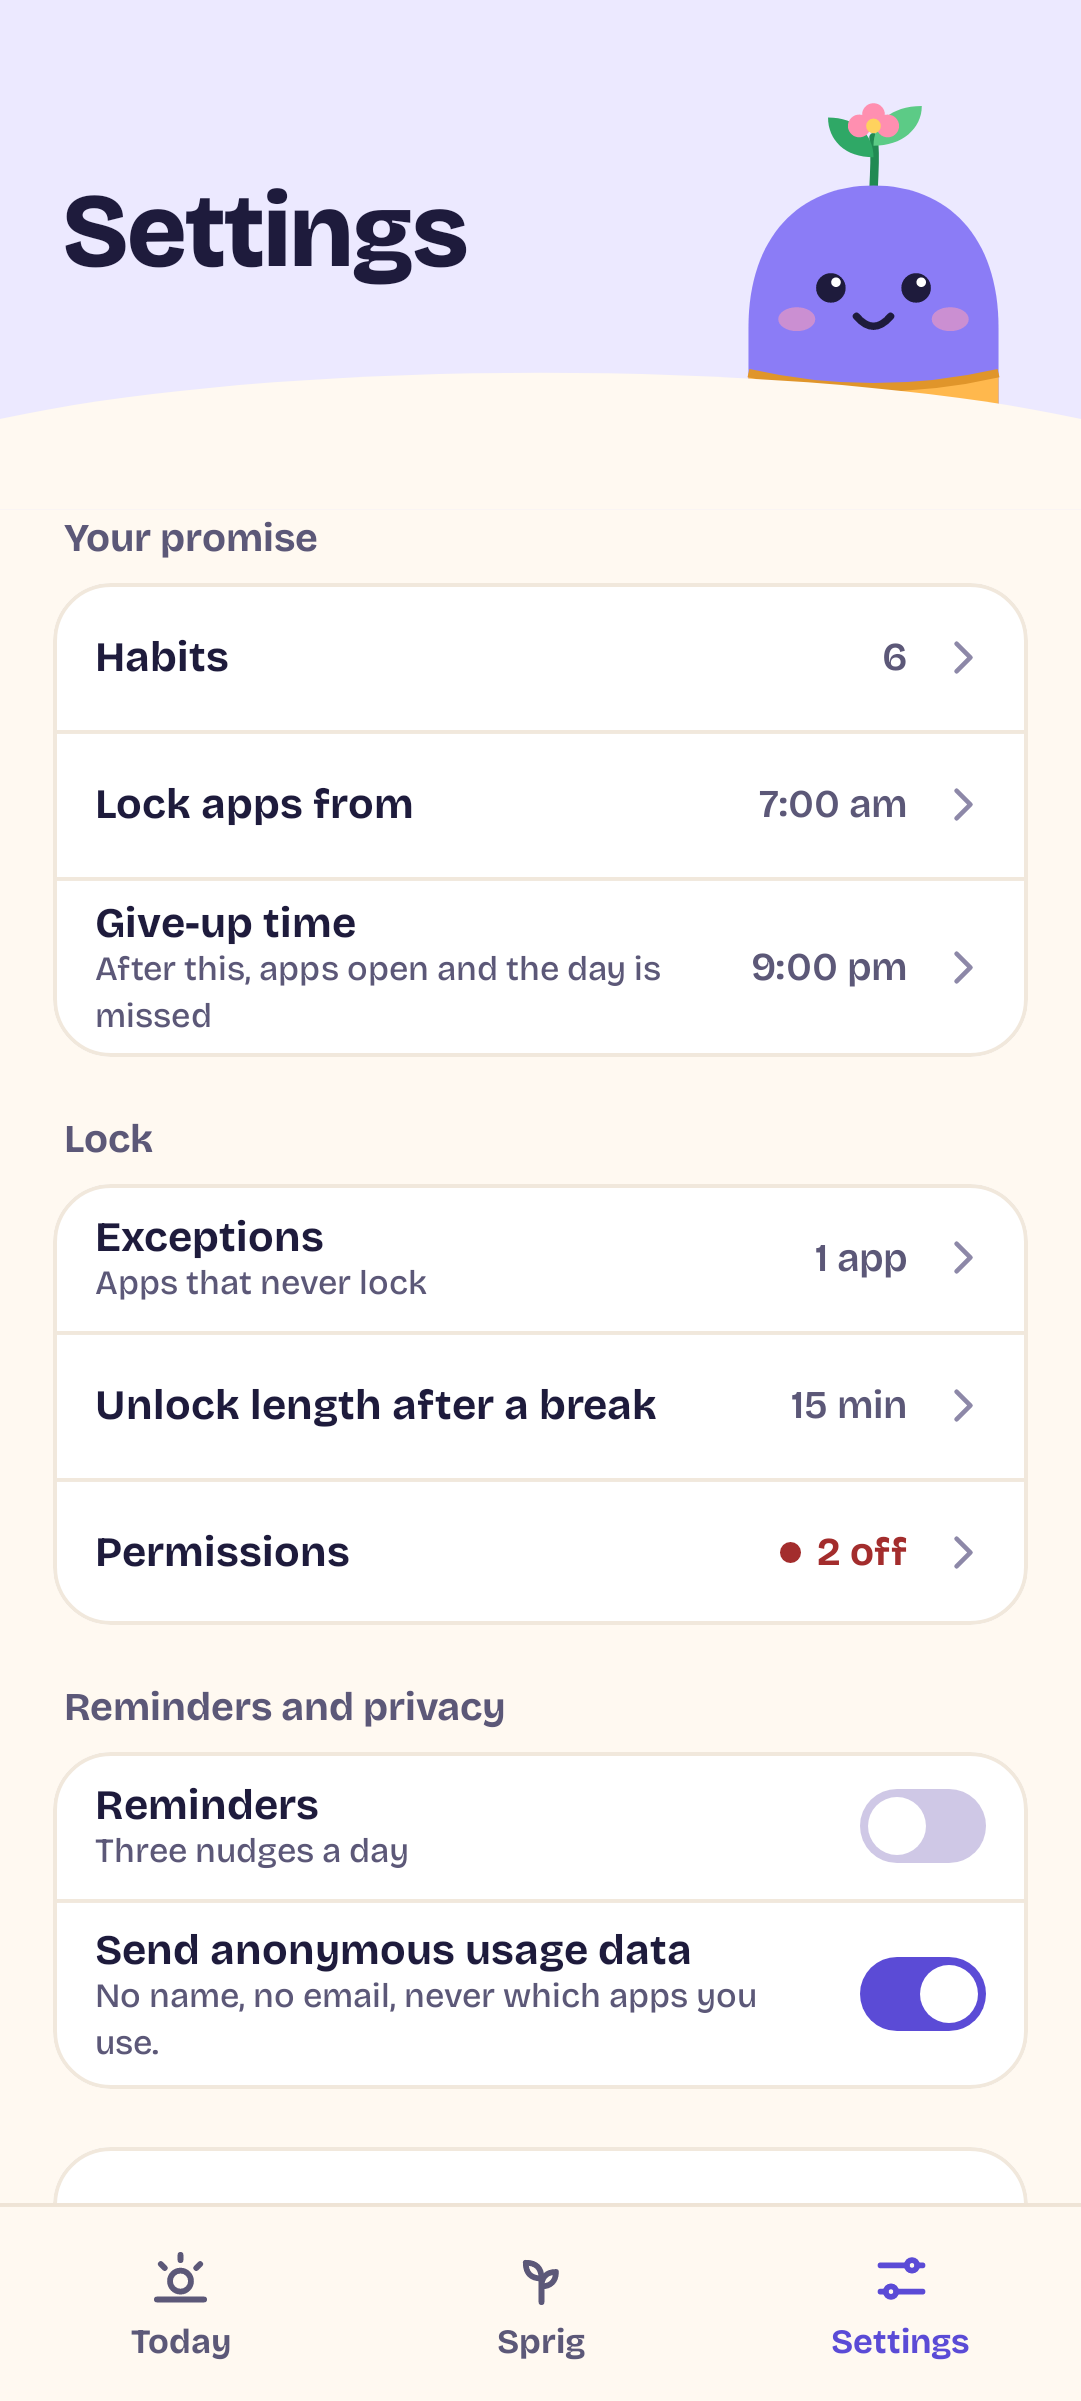 Settings
Your promise
Habits
6
Lock apps from
7:00 am
Give-up time
After this, apps open and the day is
missed
9:00 pm
Lock
Exceptions
Apps that never lock
1 app
Unlock length after a break
15 min
Permissions
2 off
Reminders and privacy
Reminders
Three nudges a day
Send anonymous usage data
No name, no email, never which apps you
use.
Today
Sprig
Settings